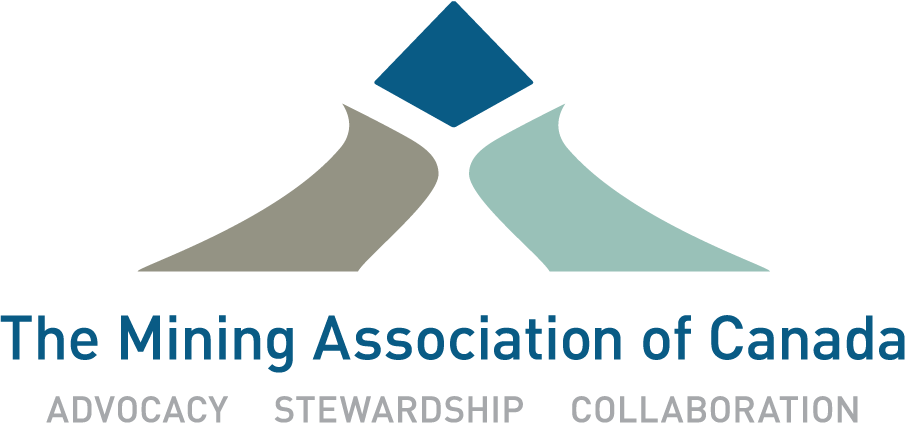 The Mining Association of Canada
ADVOCACY STEWARDSHIP COLLABORATION